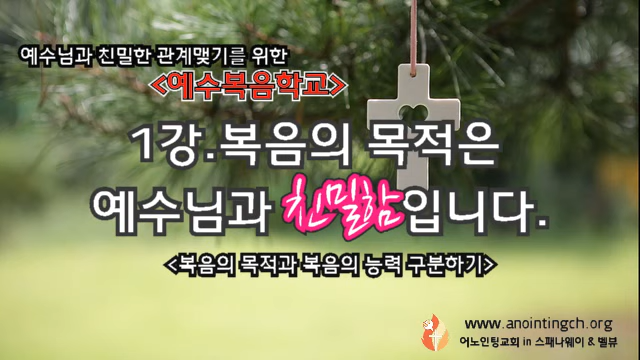 예수님과 친밀한 관계맺기를 위한
<예수복음학교>
1강.복음의 목적은
예수님과 친밀함입니다.
<복음의 목적과 복음의 능력 구분하기>
www.anointingch.org
어노인팅교회 in 스패나웨이 & 벨뷰